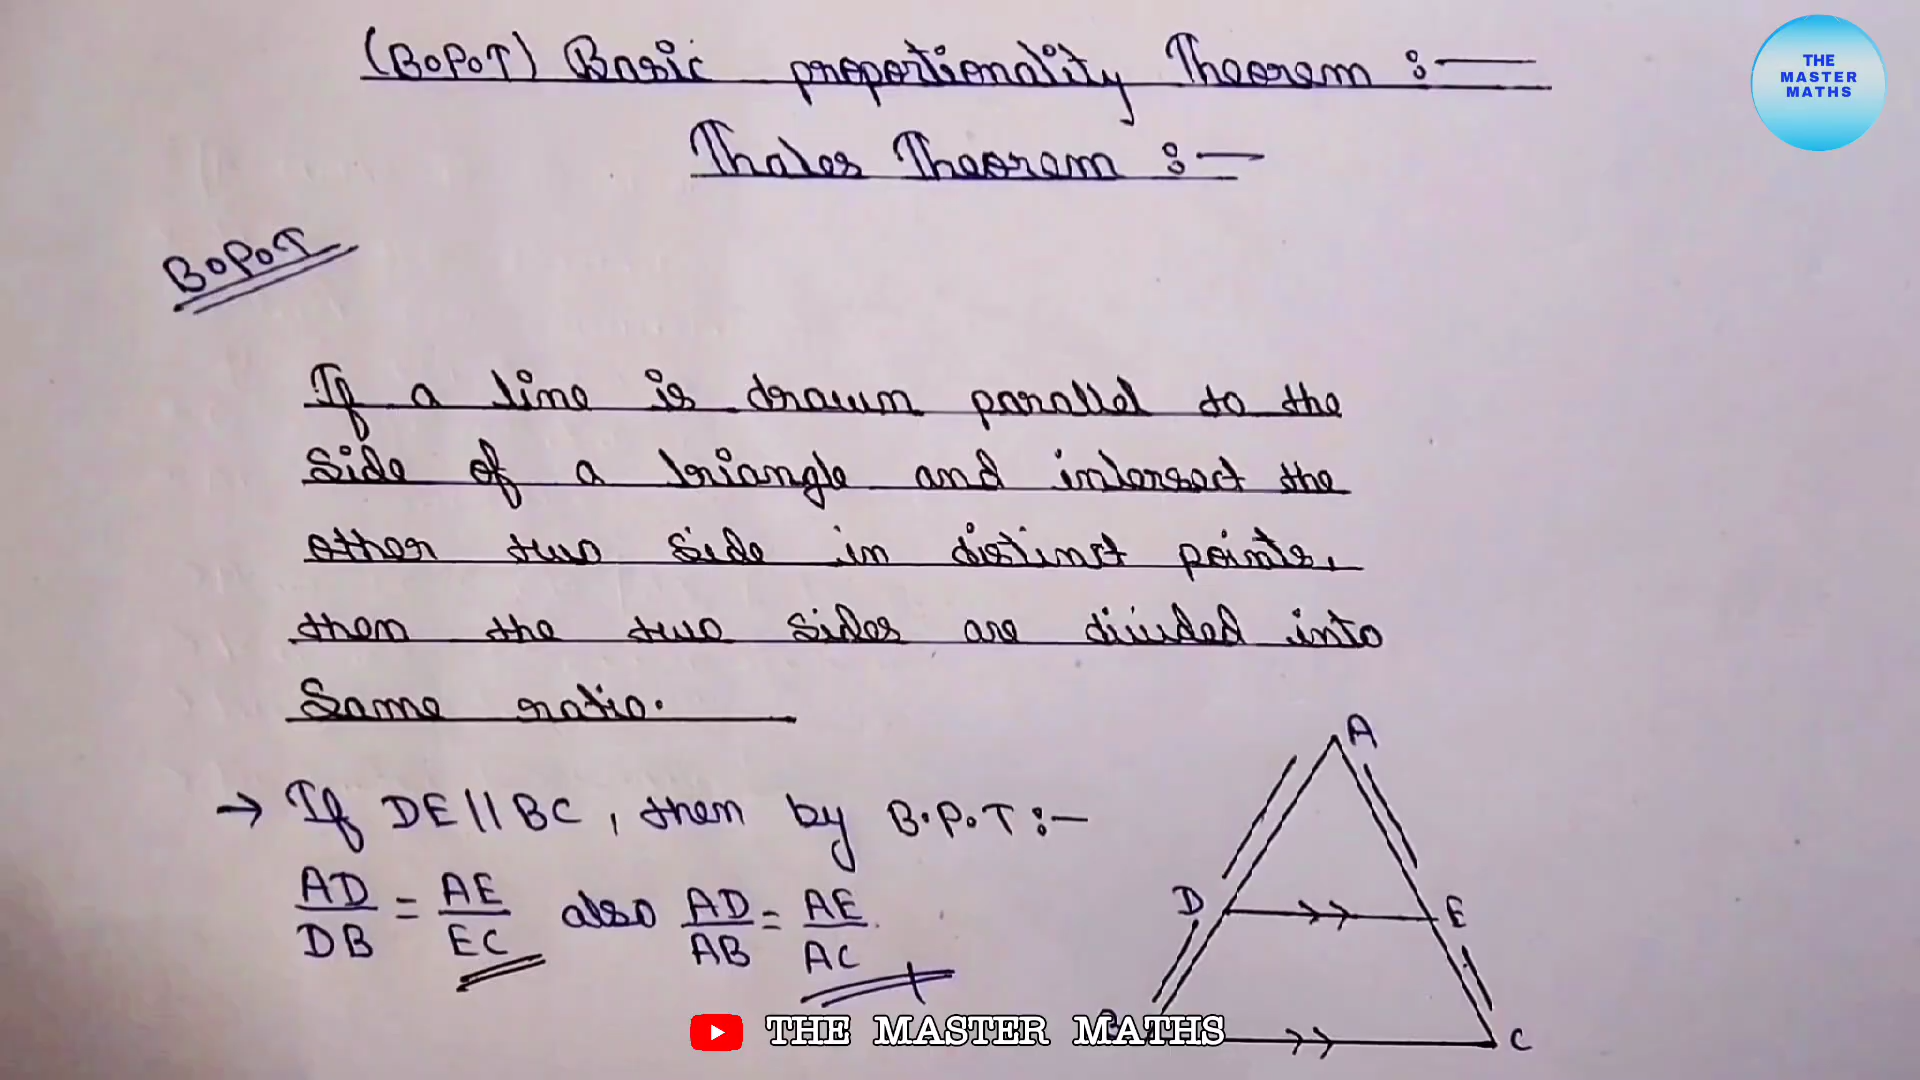 (B.P.T) Basic proportionality Theorem :-
THE
MASTER
MATHS
Thales Theorem :-
B.P.T
If a line is drawn parallel to the
side of a triangle and intersect the
other two side in distinst points,
then the two sides are divided into
Same ratio.
→ If DE||BC, then by B.P.T :-
AD/DB = AE/EC also AD/AB = AE/AC
A
D
E
B
C
THE MASTER MATHS